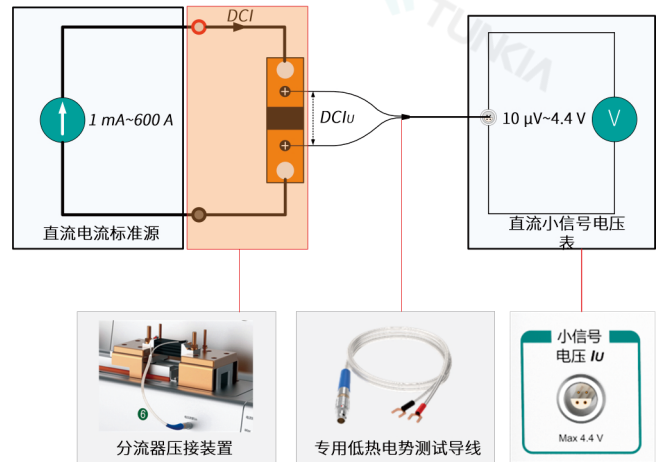 TUNKIA
DCI
1 mA~600 A
DCIU
10 μV~4.4 V
V
直流电流标准源
直流小信号电压
表
6
分流器压接装置
专用低热电势测试导线
小信号
电压 IU
Max 4.4 V